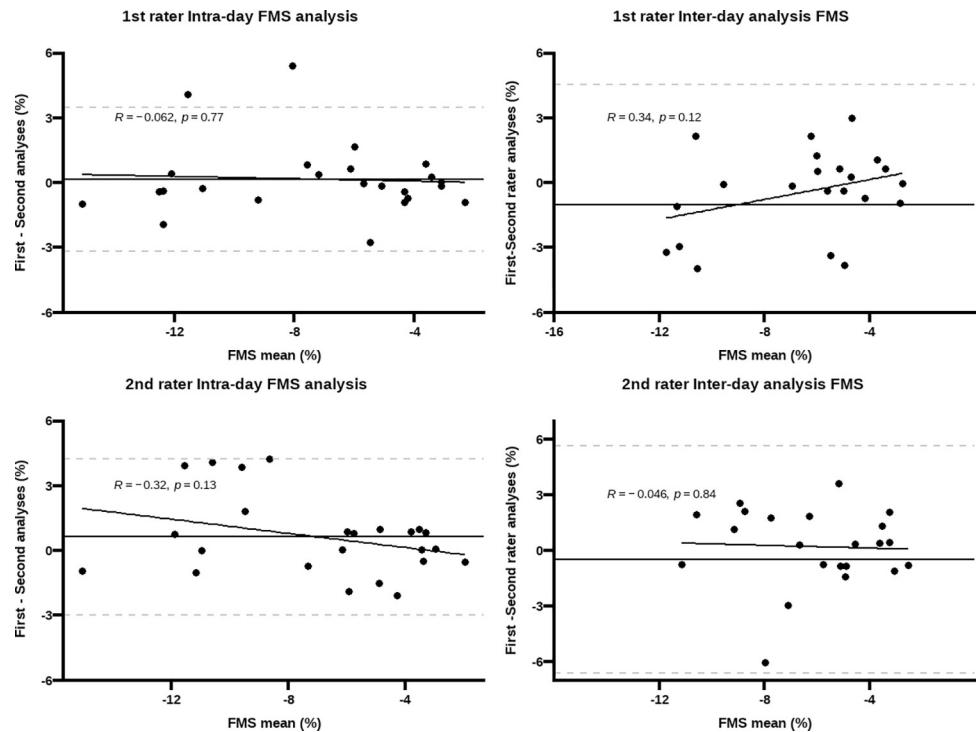 1st rater Intra-day FMS analysis
First - Second analyses (%)
6
3
0
-3
-6
R = −0.062, p = 0.77
-12
-8
-4
FMS mean (%)
1st rater Inter-day analysis FMS
First-Second rater analyses (%)
6
3
0
-3
-6
R = 0.34, p = 0.12
-16
-12
-8
-4
FMS mean (%)
2nd rater Intra-day FMS analysis
First - Second analyses (%)
6
3
0
-3
-6
R = −0.32, p = 0.13
-12
-8
-4
FMS mean (%)
2nd rater Inter-day analysis FMS
First -Second rater analyses (%)
6
3
0
-3
-6
R = −0.046, p = 0.84
-12
-8
-4
FMS mean (%)